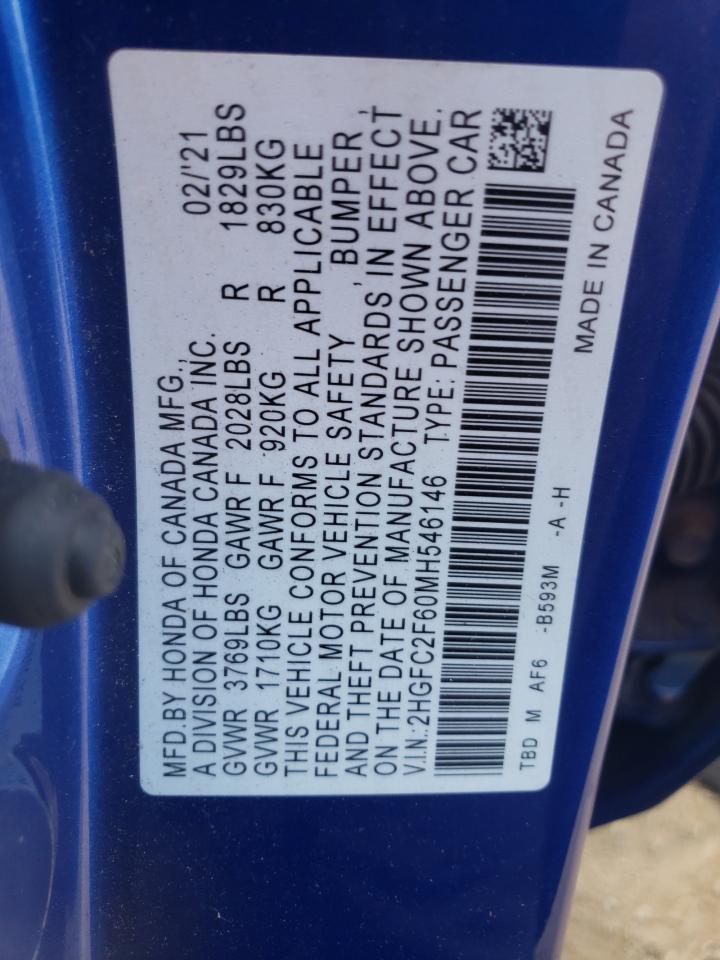 MFD.BY HONDA OF CANADA MFG., 02/'21
A DIVISION OF HONDA CANADA INC.
GVWR 3769LBS GAWR F 2028LBS R 1829LBS
GVWR 1710KG GAWR F 920KG R 830KG
THIS VEHICLE CONFORMS TO ALL APPLICABLE
FEDERAL MOTOR VEHICLE SAFETY , BUMPER ,
AND THEFT PREVENTION STANDARDS IN EFFECT
ON THE DATE OF MANUFACTURE SHOWN ABOVE.
V.I.N.:2HGFC2F60MH546146 TYPE: PASSENGER CAR
TBD M AF6 -B593M -A -H
MADE IN CANADA